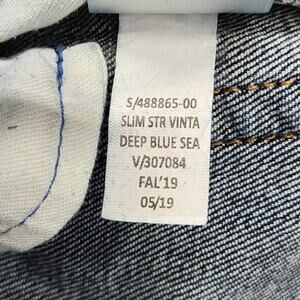 S/488865-00
SLIM STR VINTA
DEEP BLUE SEA
V/307084
FAL'19
05/19